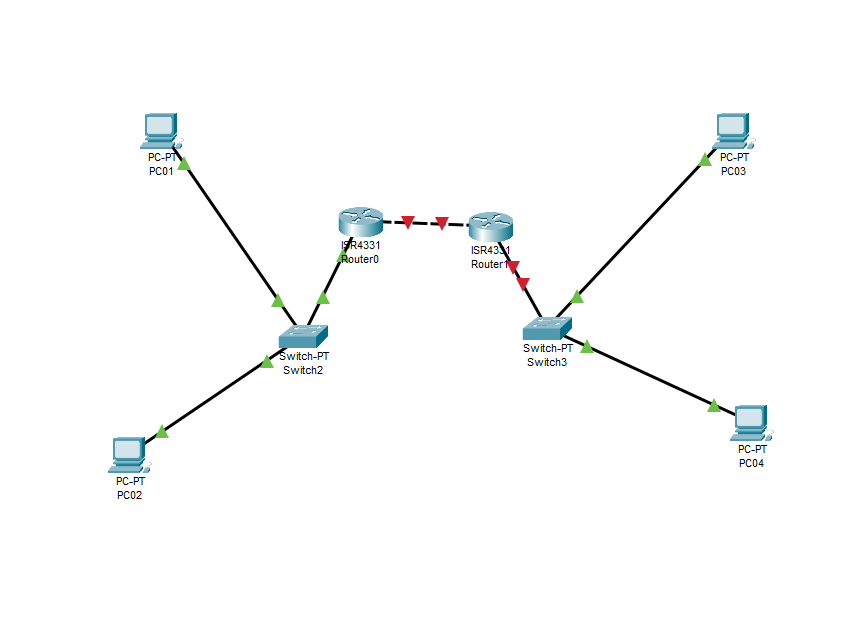 PC-PT
PC01
PC-PT
PC03
ISR4331
Router0
ISR4331
Router1
Switch-PT
Switch2
Switch-PT
Switch3
PC-PT
PC02
PC-PT
PC04